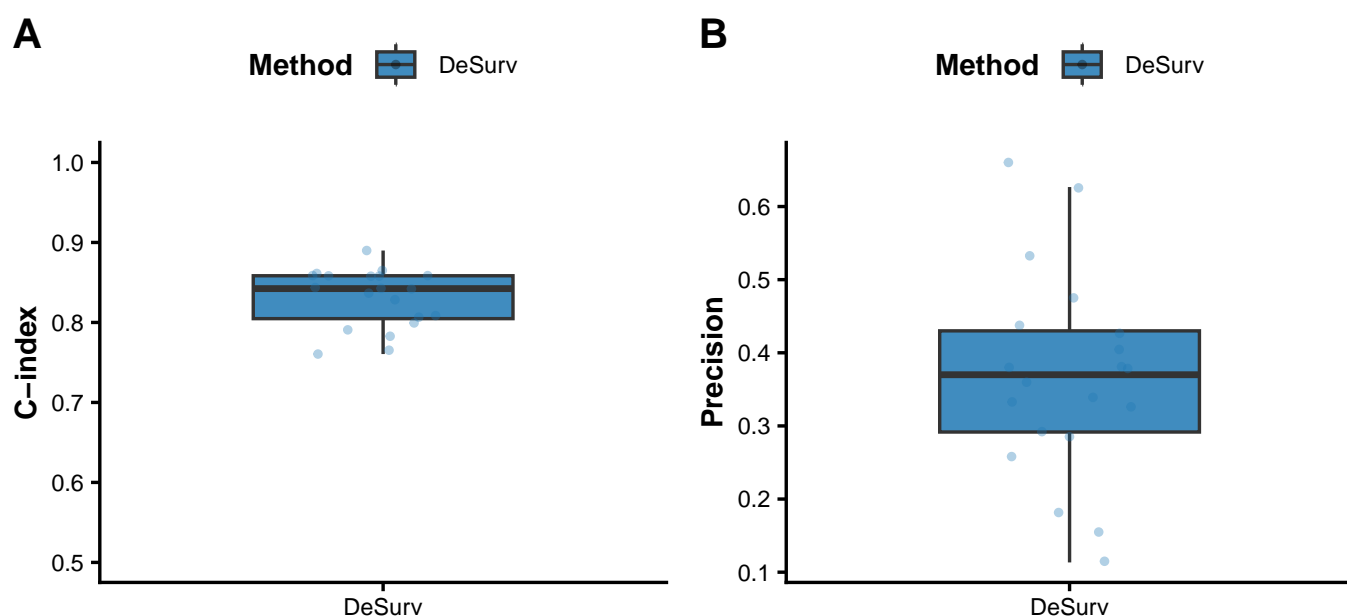 A
Method DeSurv
C−index
1.0
0.9
0.8
0.7
0.6
0.5
DeSurv
B
Method DeSurv
Precision
0.6
0.5
0.4
0.3
0.2
0.1
DeSurv